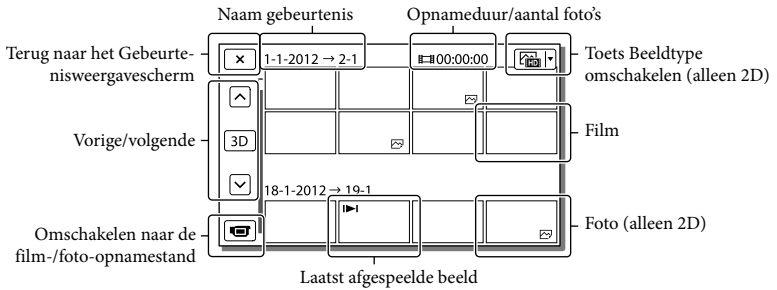 Naam gebeurtenis
Opnameduur/aantal foto's
Terug naar het Gebeurte-
nisweergavescherm
1-1-2012 → 2-1
00:00:00
HD
Toets Beeldtype
omschakelen (alleen 2D)
Vorige/volgende
3D
Film
18-1-2012 → 19-1
Omschakelen naar de
film-/foto-opnamestand
Foto (alleen 2D)
Laatst afgespeelde beeld